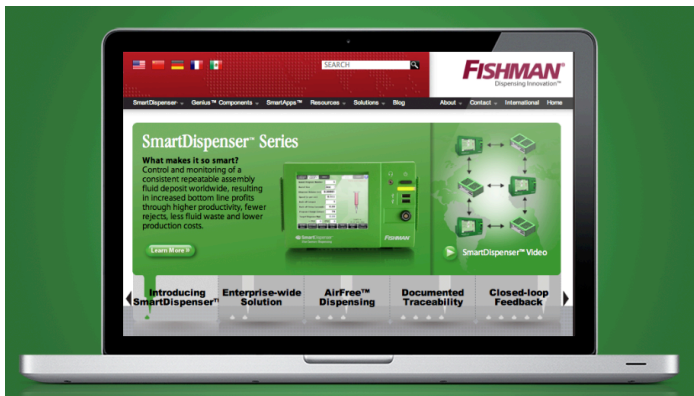 SEARCH
FISHMAN®
Dispensing Innovation™
SmartDispenser Genius™ Components SmartApps™ Resources Solutions Blog About Contact International Home
SmartDispenser™ Series
What makes it so smart?
Control and monitoring of a
consistent repeatable assembly
fluid deposit worldwide, resulting
in increased bottom line profits
through higher productivity, fewer
rejects, less fluid waste and lower
production costs.
Learn More »
SmartDispenser
FISHMAN
SmartDispenser™ Video
Introducing
SmartDispenser™
Enterprise-wide
Solution
AirFree™
Dispensing
Documented
Traceability
Closed-loop
Feedback